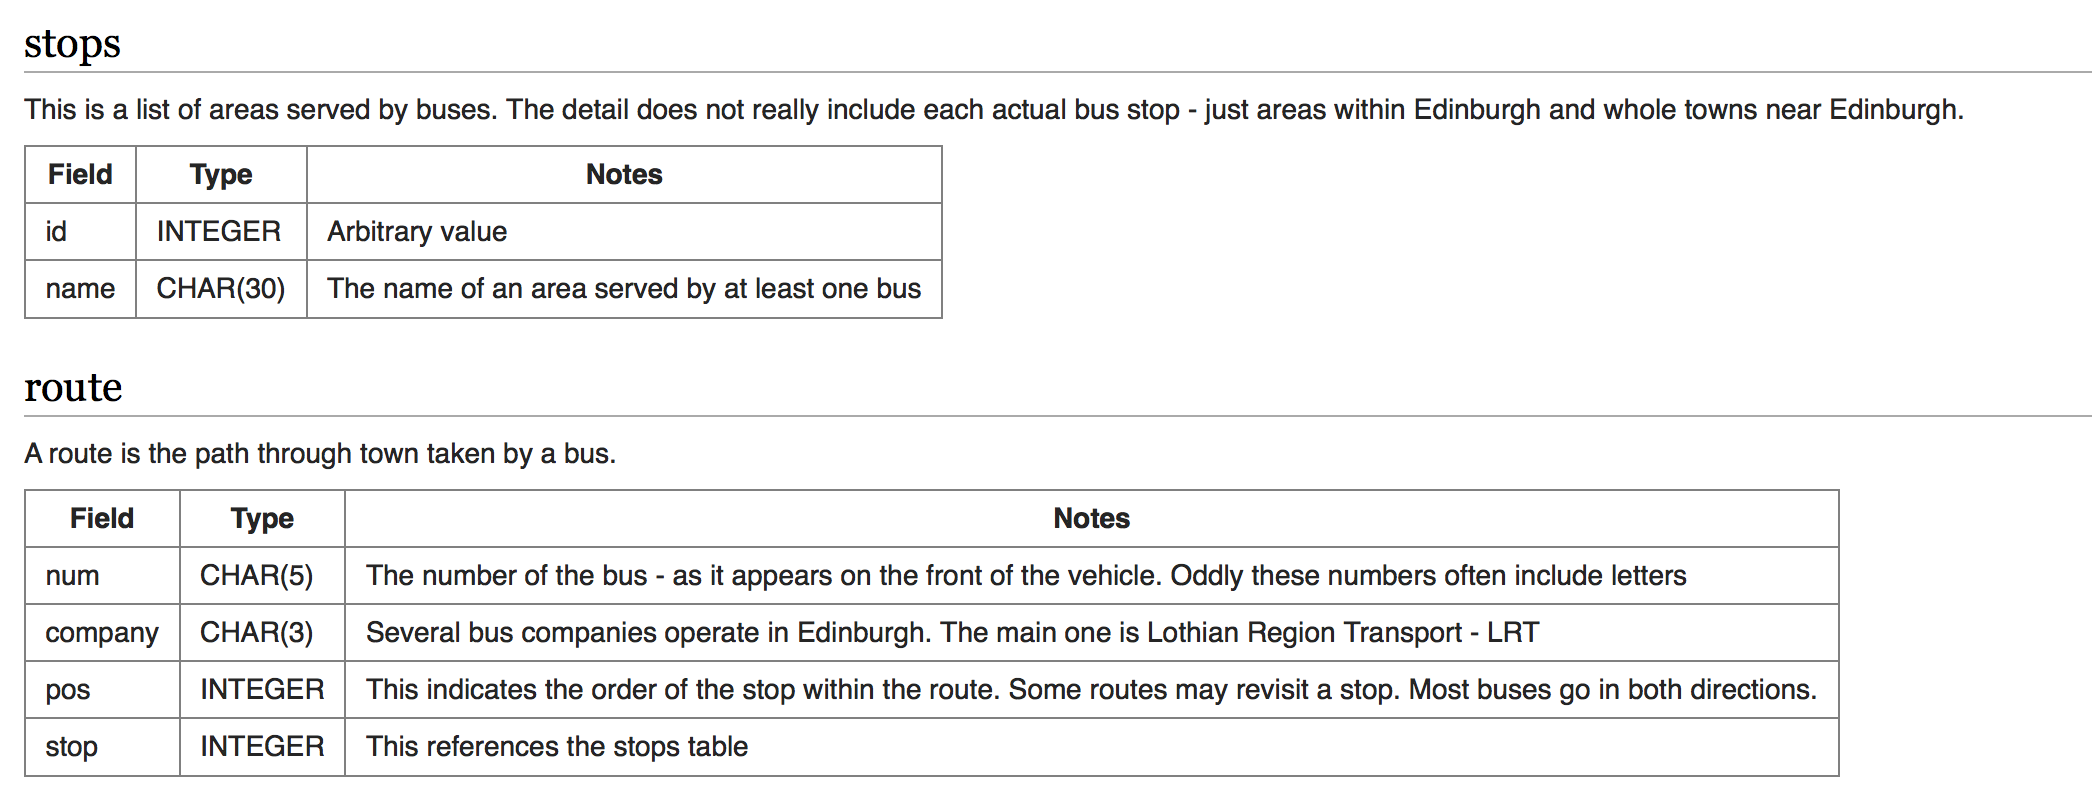 stops
This is a list of areas served by buses. The detail does not really include each actual bus stop - just areas within Edinburgh and whole towns near Edinburgh.
Field Type Notes
id INTEGER Arbitrary value
name CHAR(30) The name of an area served by at least one bus
route
A route is the path through town taken by a bus.
Field Type Notes
num CHAR(5) The number of the bus - as it appears on the front of the vehicle. Oddly these numbers often include letters
company CHAR(3) Several bus companies operate in Edinburgh. The main one is Lothian Region Transport - LRT
pos INTEGER This indicates the order of the stop within the route. Some routes may revisit a stop. Most buses go in both directions.
stop INTEGER This references the stops table